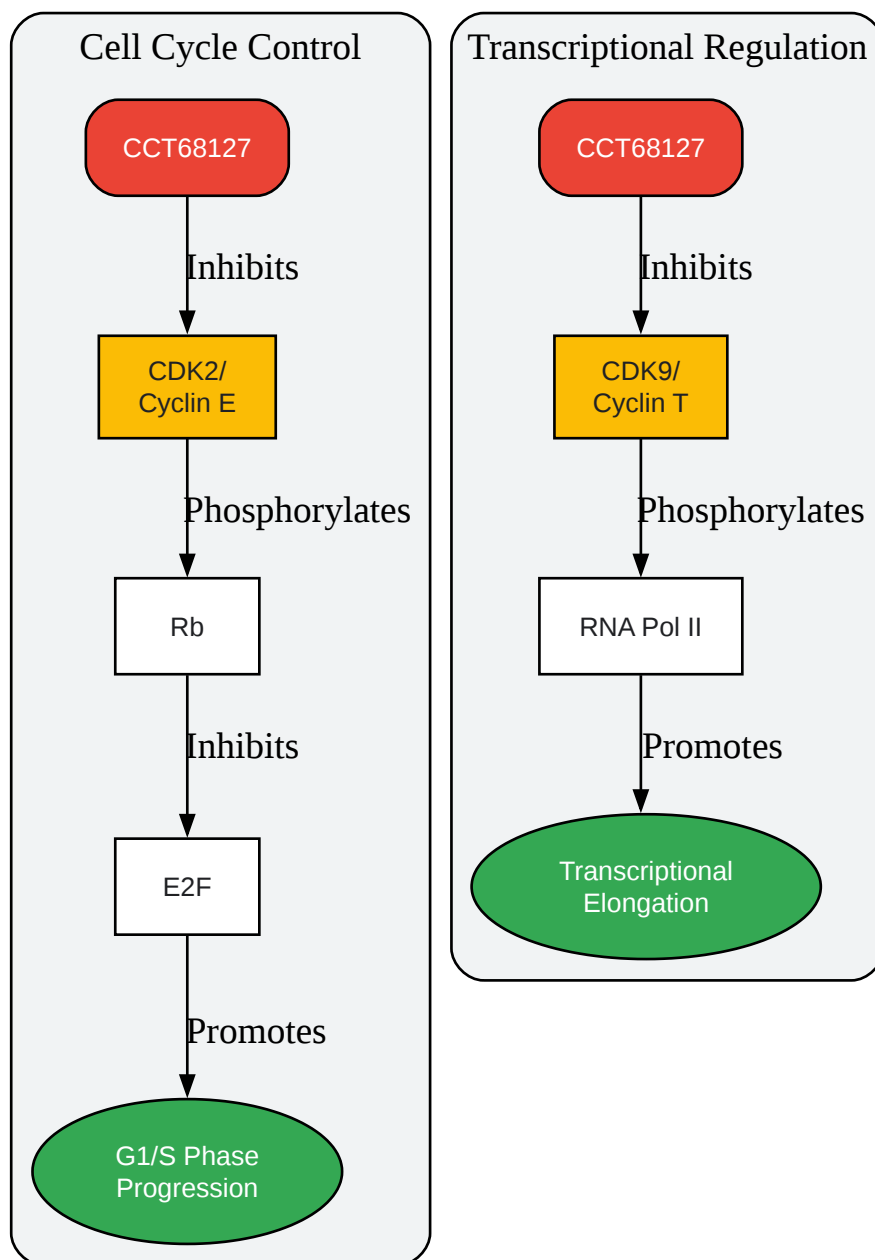 Cell Cycle Control
CCT68127
Inhibits
CDK2/
Cyclin E
Phosphorylates
Rb
Inhibits
E2F
Promotes
G1/S Phase
Progression
Transcriptional Regulation
CCT68127
Inhibits
CDK9/
Cyclin T
Phosphorylates
RNA Pol II
Promotes
Transcriptional
Elongation